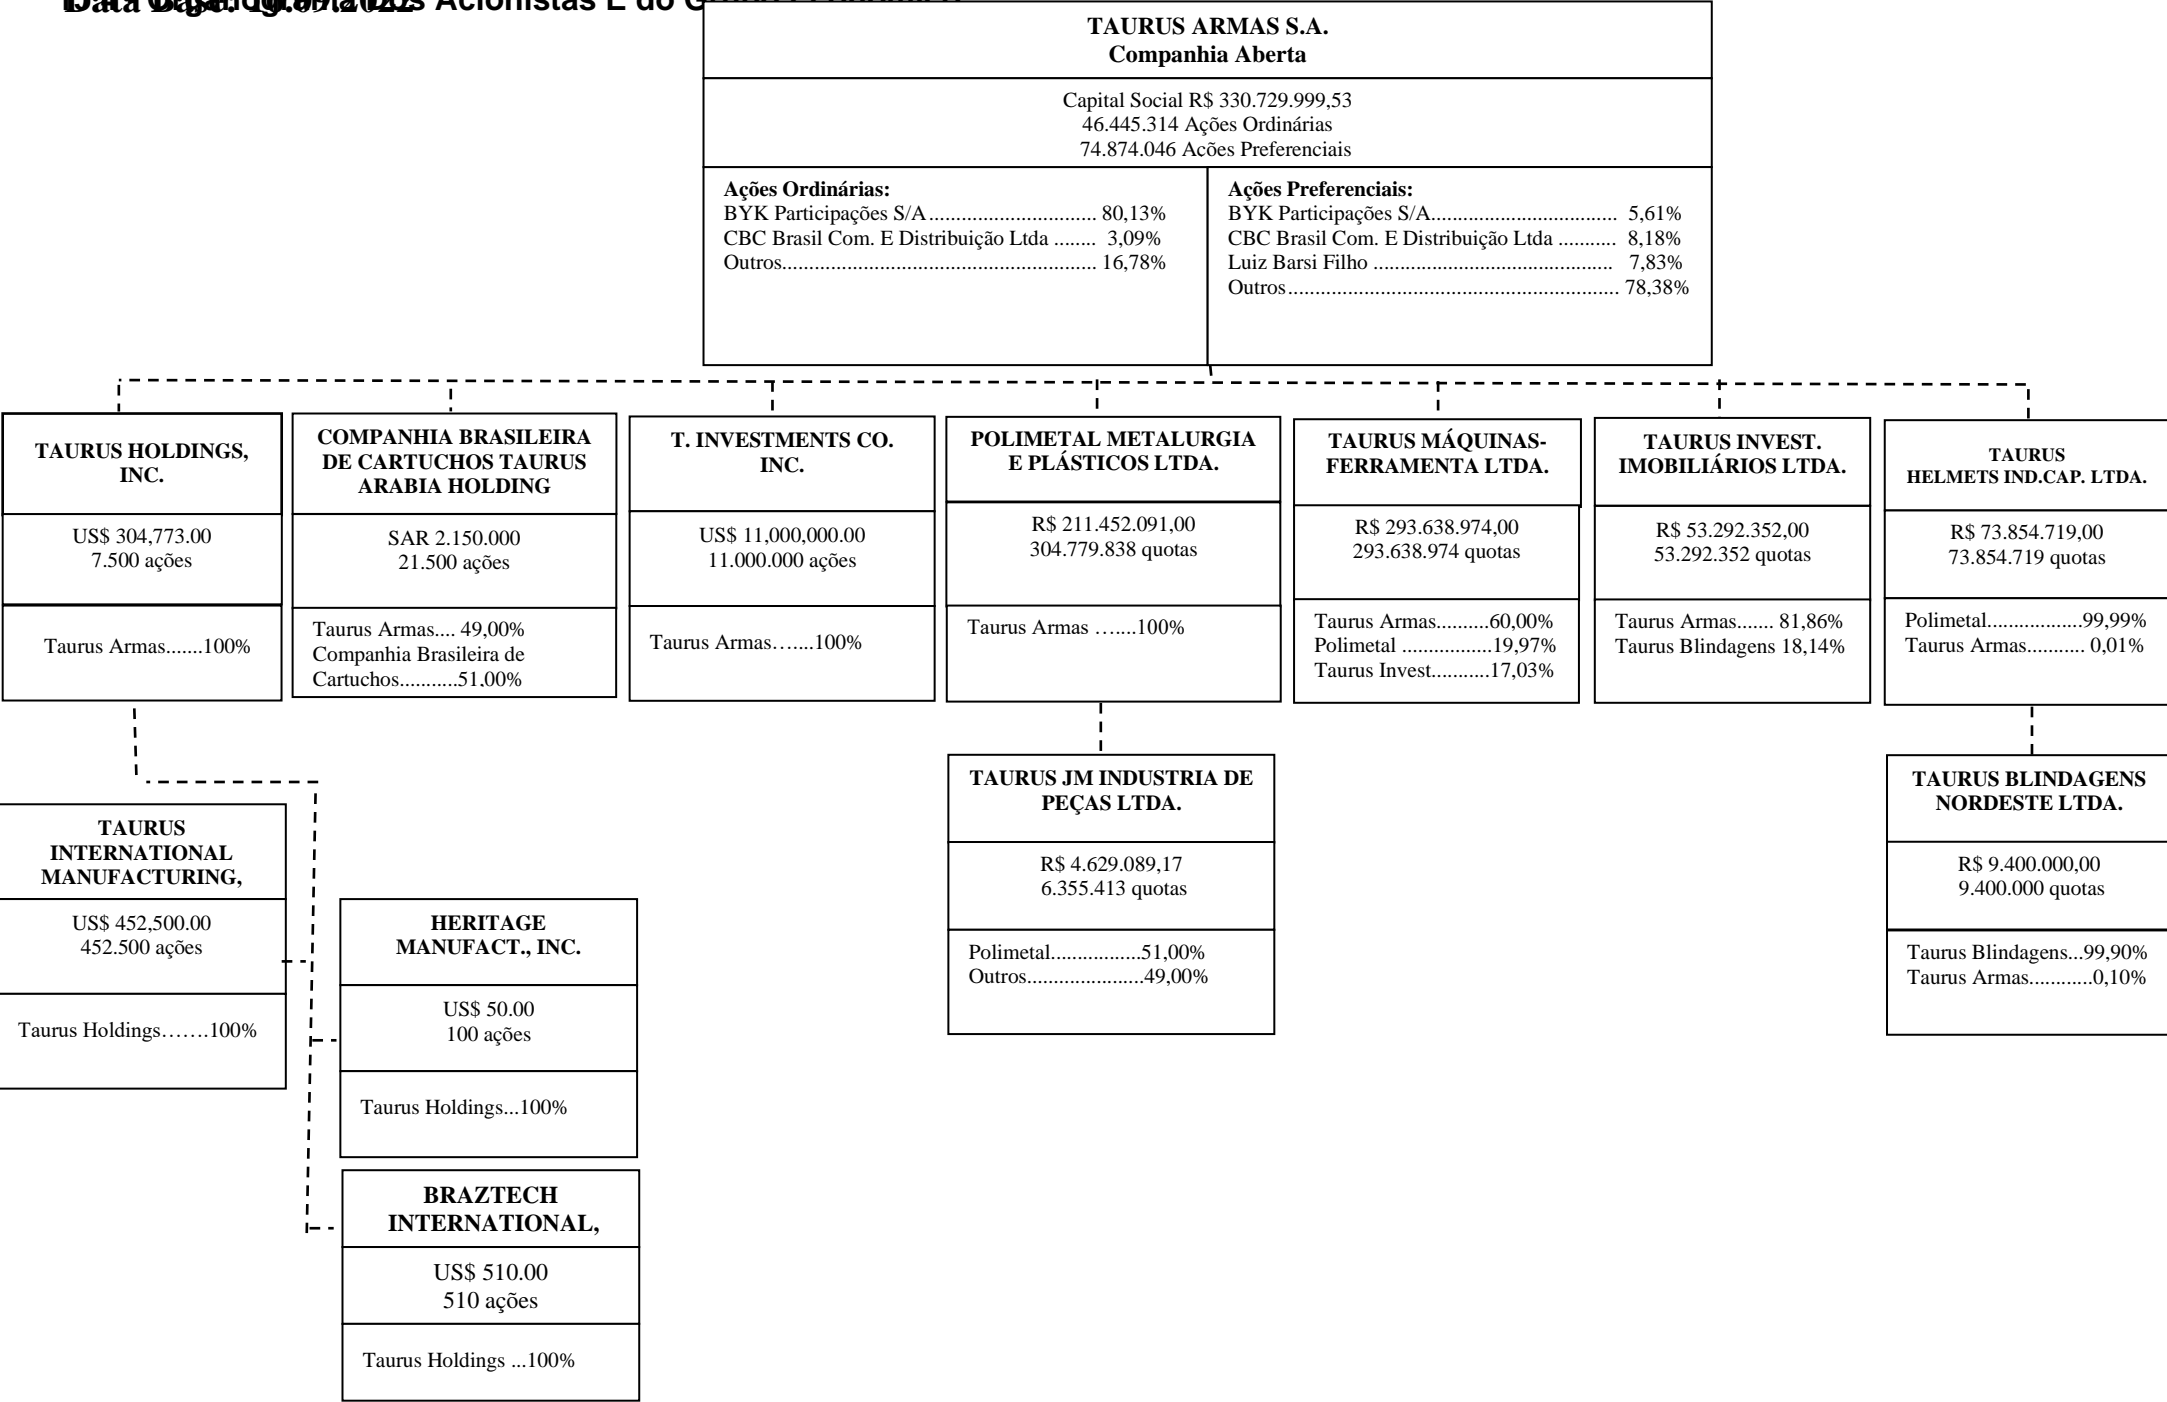 Acionistas E do
TAURUS ARMAS S.A.
Companhia Aberta
Capital Social R$ 330.729.999,53
46.445.314 Ações Ordinárias
74.874.046 Ações Preferenciais
Ações Ordinárias:
BYK Participações S/A............................... 80,13%
CBC Brasil Com. E Distribuição Ltda ........ 3,09%
Outros.......................................................... 16,78%
Ações Preferenciais:
BYK Participações S/A.................................. 5,61%
CBC Brasil Com. E Distribuição Ltda ........... 8,18%
Luiz Barsi Filho ............................................ 7,83%
Outros............................................................. 78,38%
TAURUS HOLDINGS,
INC.
US$ 304,773.00
7.500 ações
Taurus Armas.......100%
COMPANHIA BRASILEIRA
DE CARTUCHOS TAURUS
ARABIA HOLDING
SAR 2.150.000
21.500 ações
Taurus Armas.... 49,00%
Companhia Brasileira de
Cartuchos...........51,00%
T. INVESTMENTS CO.
INC.
US$ 11,000,000.00
11.000.000 ações
Taurus Armas…....100%
POLIMETAL METALURGIA
E PLÁSTICOS LTDA.
R$ 211.452.091,00
304.779.838 quotas
Taurus Armas …....100%
TAURUS MÁQUINAS-
FERRAMENTA LTDA.
R$ 293.638.974,00
293.638.974 quotas
Taurus Armas..........60,00%
Polimetal .................19,97%
Taurus Invest...........17,03%
TAURUS INVEST.
IMOBILIÁRIOS LTDA.
R$ 53.292.352,00
53.292.352 quotas
Taurus Armas....... 81,86%
Taurus Blindagens 18,14%
TAURUS
HELMETS IND.CAP. LTDA.
R$ 73.854.719,00
73.854.719 quotas
Polimetal..................99,99%
Taurus Armas........... 0,01%
TAURUS
INTERNATIONAL
MANUFACTURING,
US$ 452,500.00
452.500 ações
Taurus Holdings…….100%
HERITAGE
MANUFACT., INC.
US$ 50.00
100 ações
Taurus Holdings...100%
BRAZTECH
INTERNATIONAL,
US$ 510.00
510 ações
Taurus Holdings ...100%
TAURUS JM INDUSTRIA DE
PEÇAS LTDA.
R$ 4.629.089,17
6.355.413 quotas
Polimetal.................51,00%
Outros......................49,00%
TAURUS BLINDAGENS
NORDESTE LTDA.
R$ 9.400.000,00
9.400.000 quotas
Taurus Blindagens...99,90%
Taurus Armas............0,10%